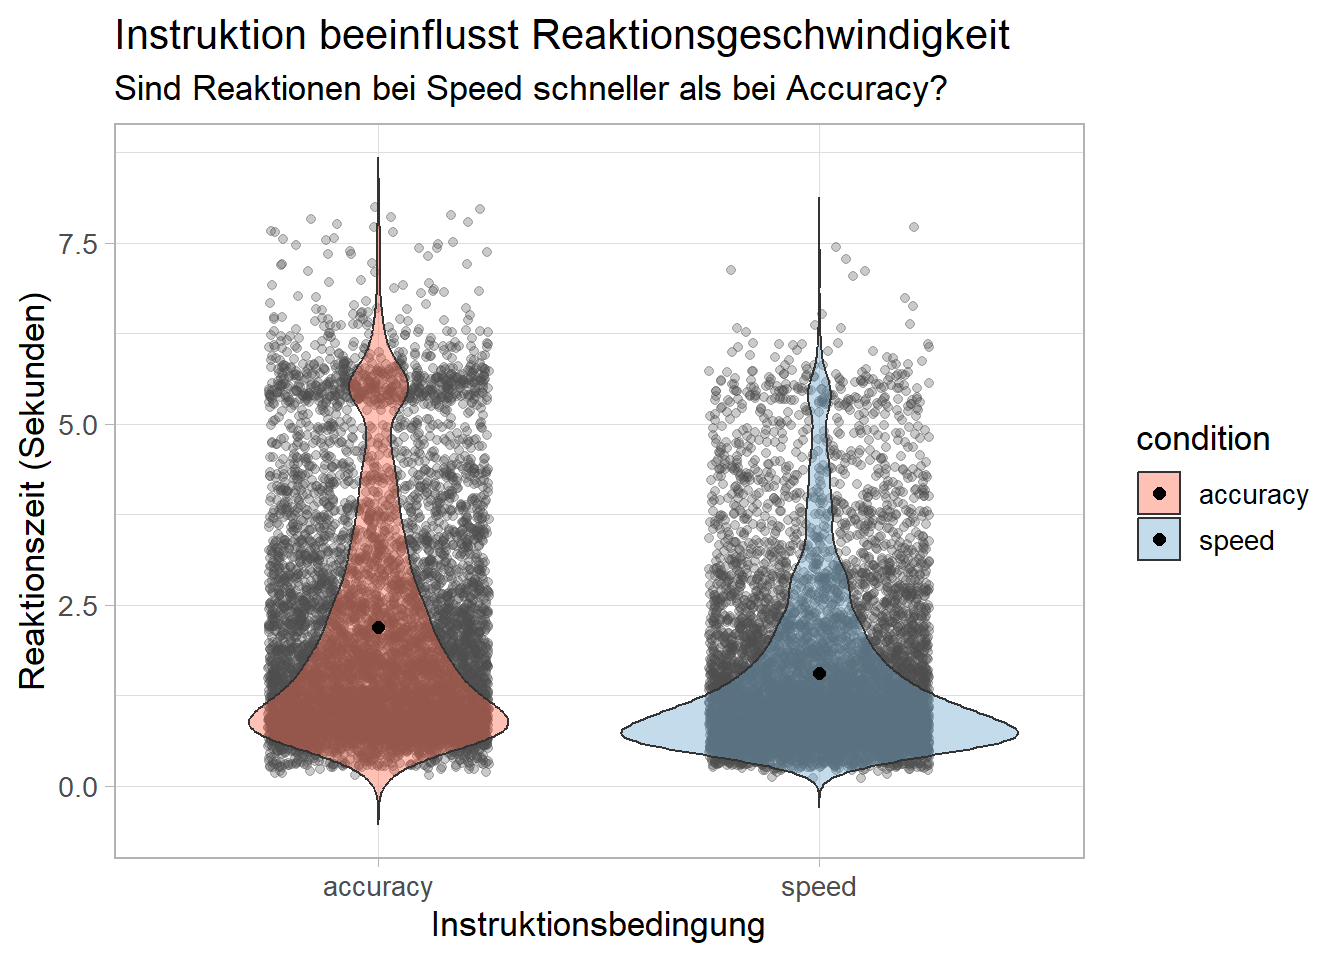 Instruktion beeinflusst Reaktionsgeschwindigkeit
Sind Reaktionen bei Speed schneller als bei Accuracy?
Reaktionszeit (Sekunden)
7.5
5.0
2.5
0.0
accuracy
speed
Instruktionsbedingung
condition
accuracy
speed